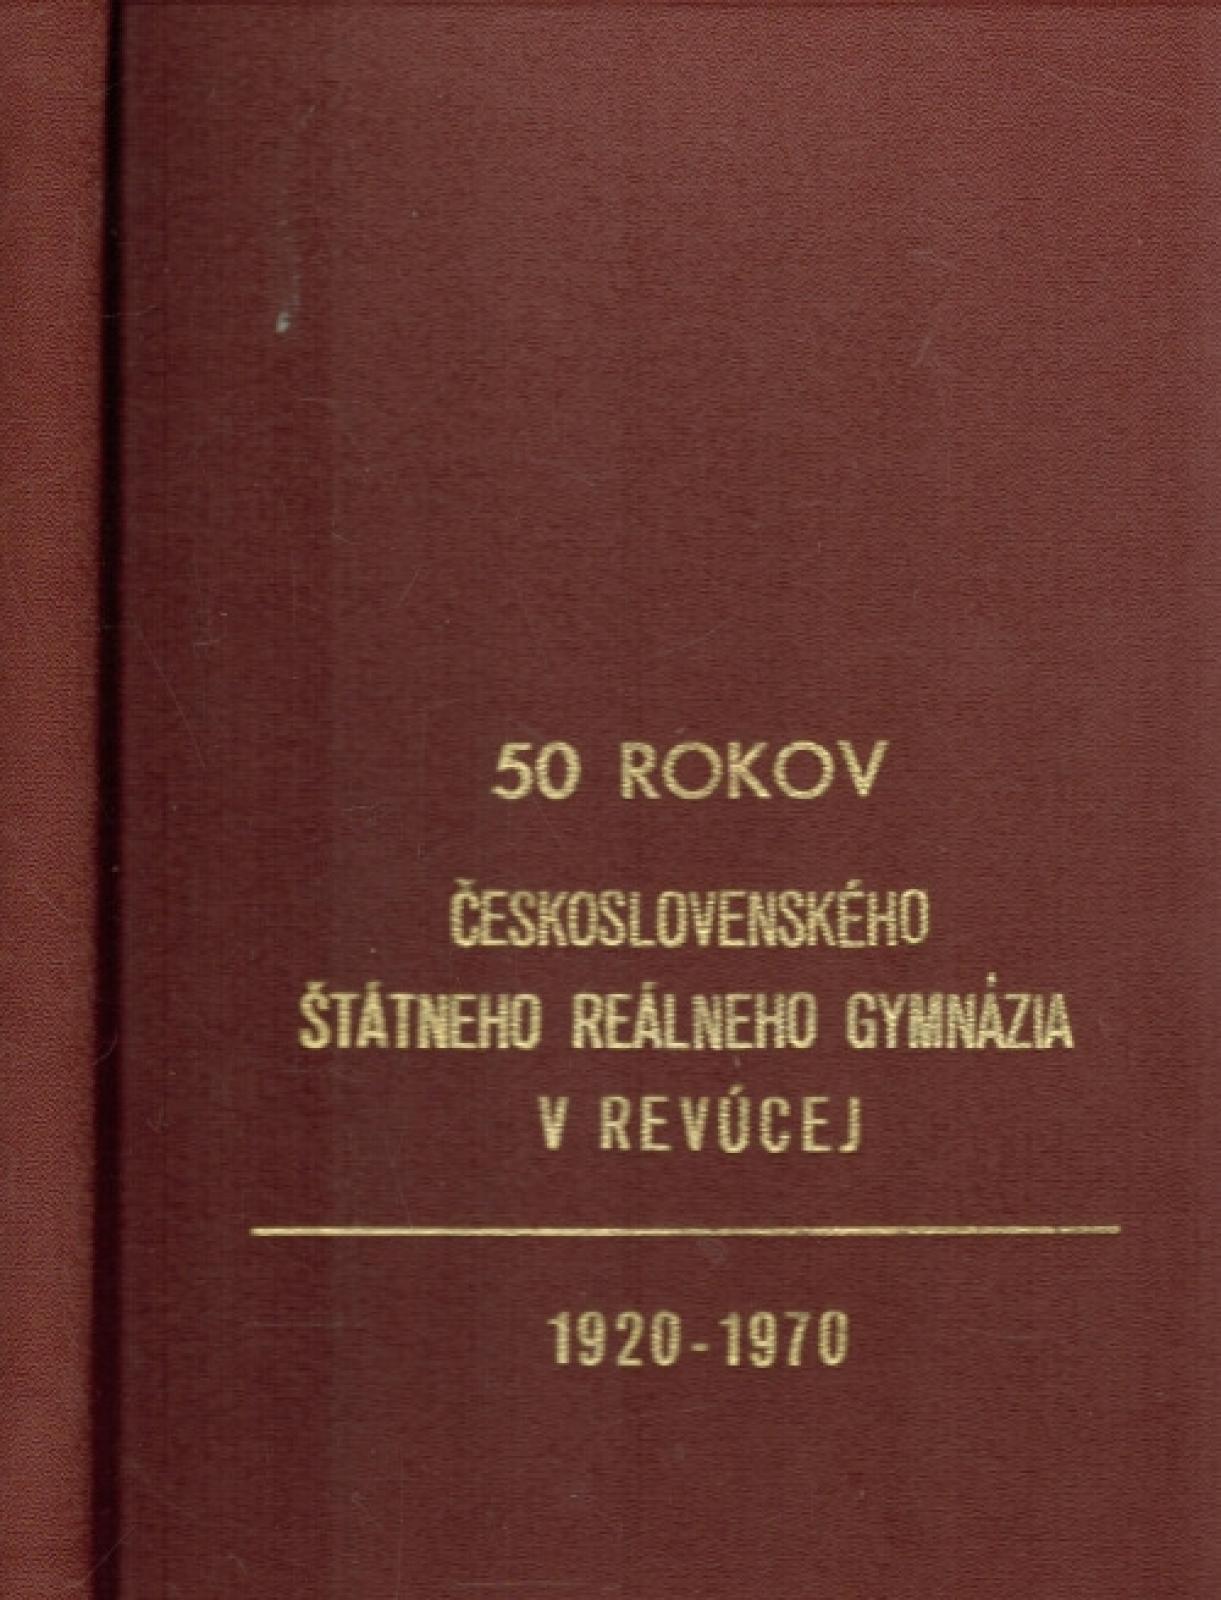 50 ROKOV
ČESKOSLOVENSKÉHO
ŠTÁTNEHO REÁLNEHO GYMNÁZIA
V REVÚCEJ
1920-1970